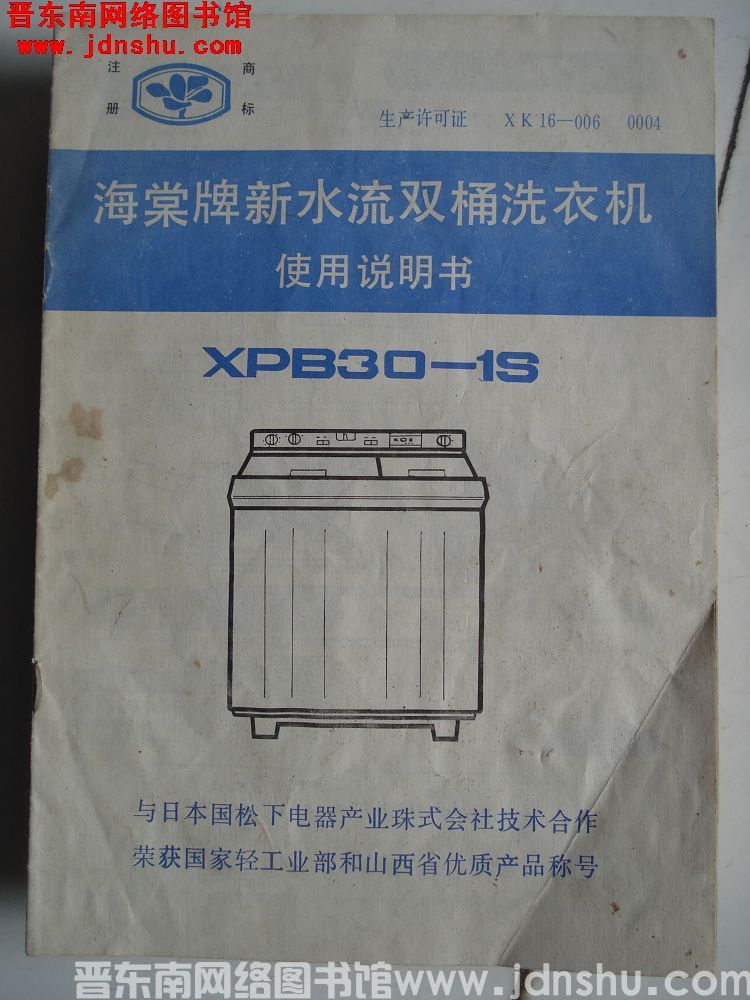 晋东南网络图书馆
www.jdnshu.com
注 商
册 标
生产许可证 XK16—006 0004
海棠牌新水流双桶洗衣机
使用说明书
XPB30—1S
与日本国松下电器产业珠式会社技术合作
荣获国家轻工业部和山西省优质产品称号
晋东南网络图书馆www.jdnshu.com